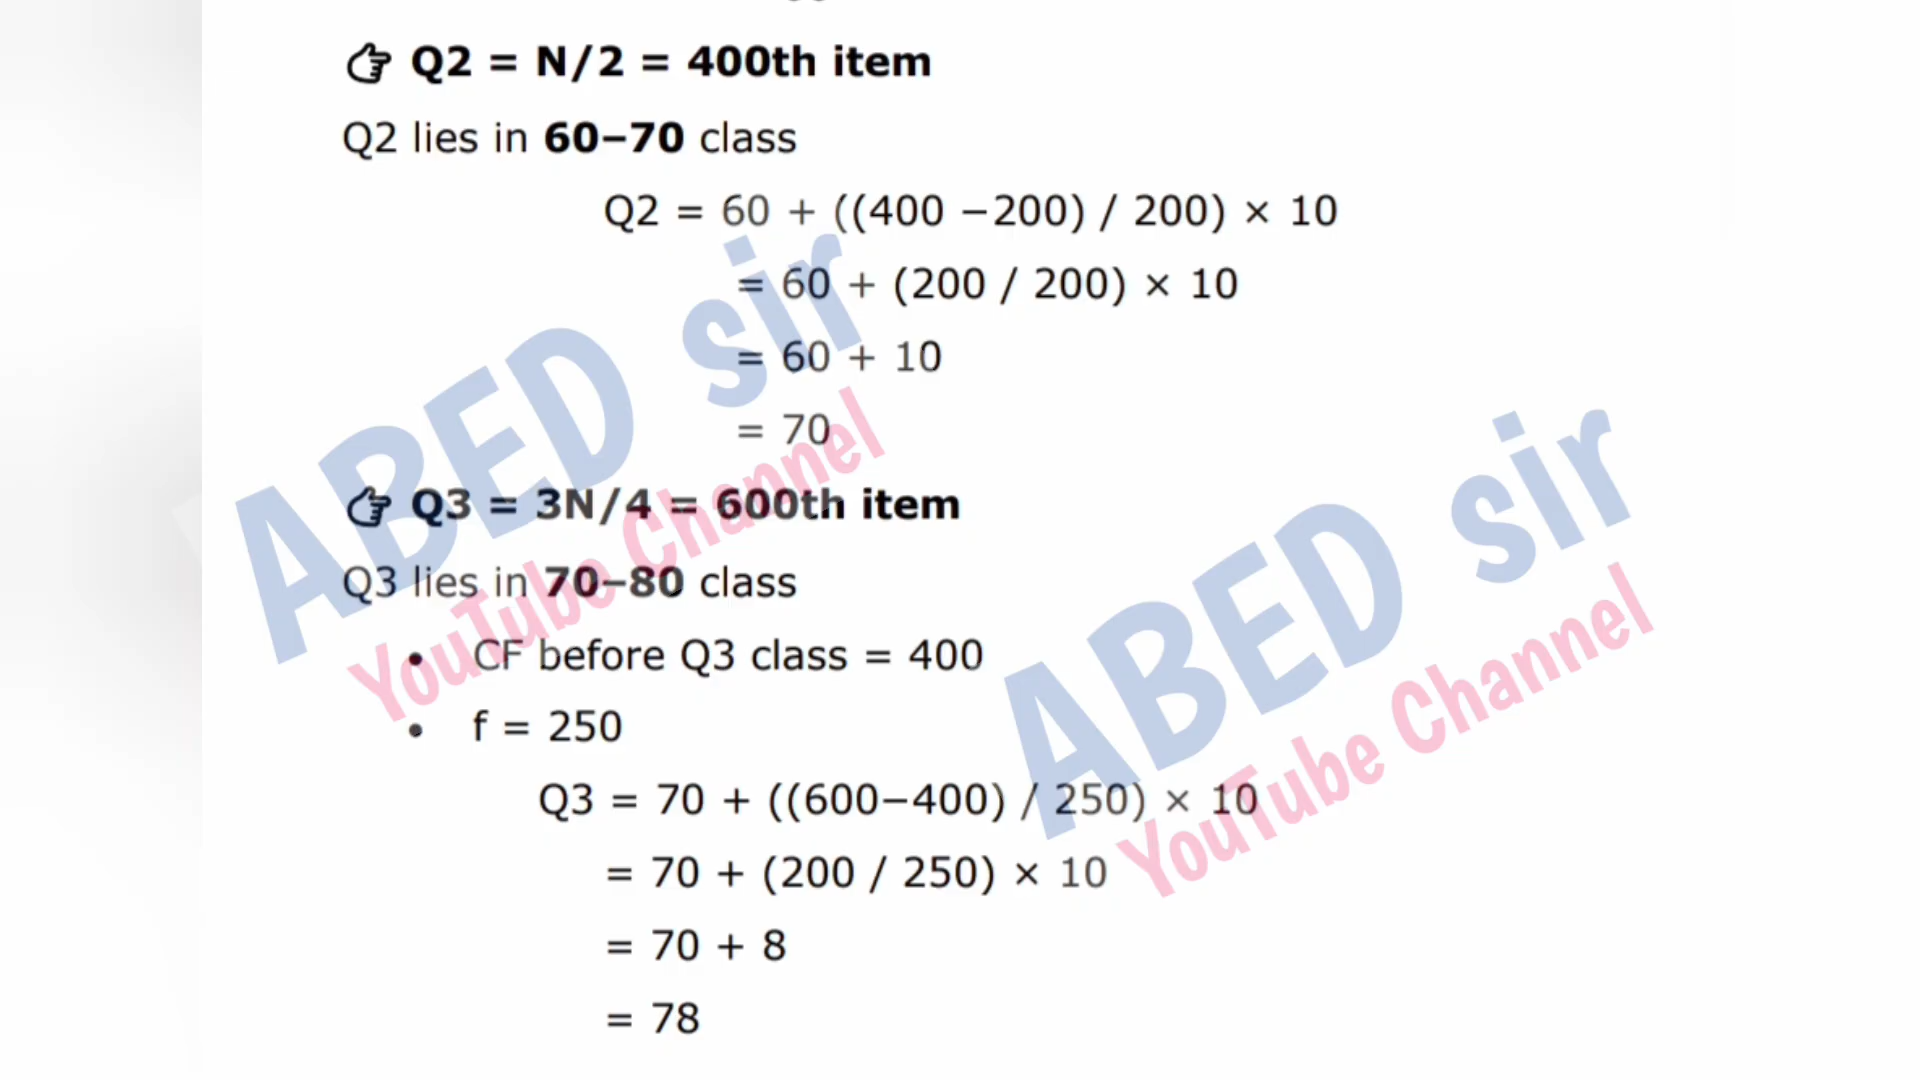 ☞ Q2 = N/2 = 400th item
Q2 lies in 60–70 class
Q2 = 60 + ((400 −200) / 200) × 10
= 60 + (200 / 200) × 10
= 60 + 10
= 70
☞ Q3 = 3N/4 = 600th item
Q3 lies in 70–80 class
• CF before Q3 class = 400
• f = 250
Q3 = 70 + ((600−400) / 250) × 10
= 70 + (200 / 250) × 10
= 70 + 8
= 78
ABED sir
YouTube Channel
ABED sir
YouTube Channel